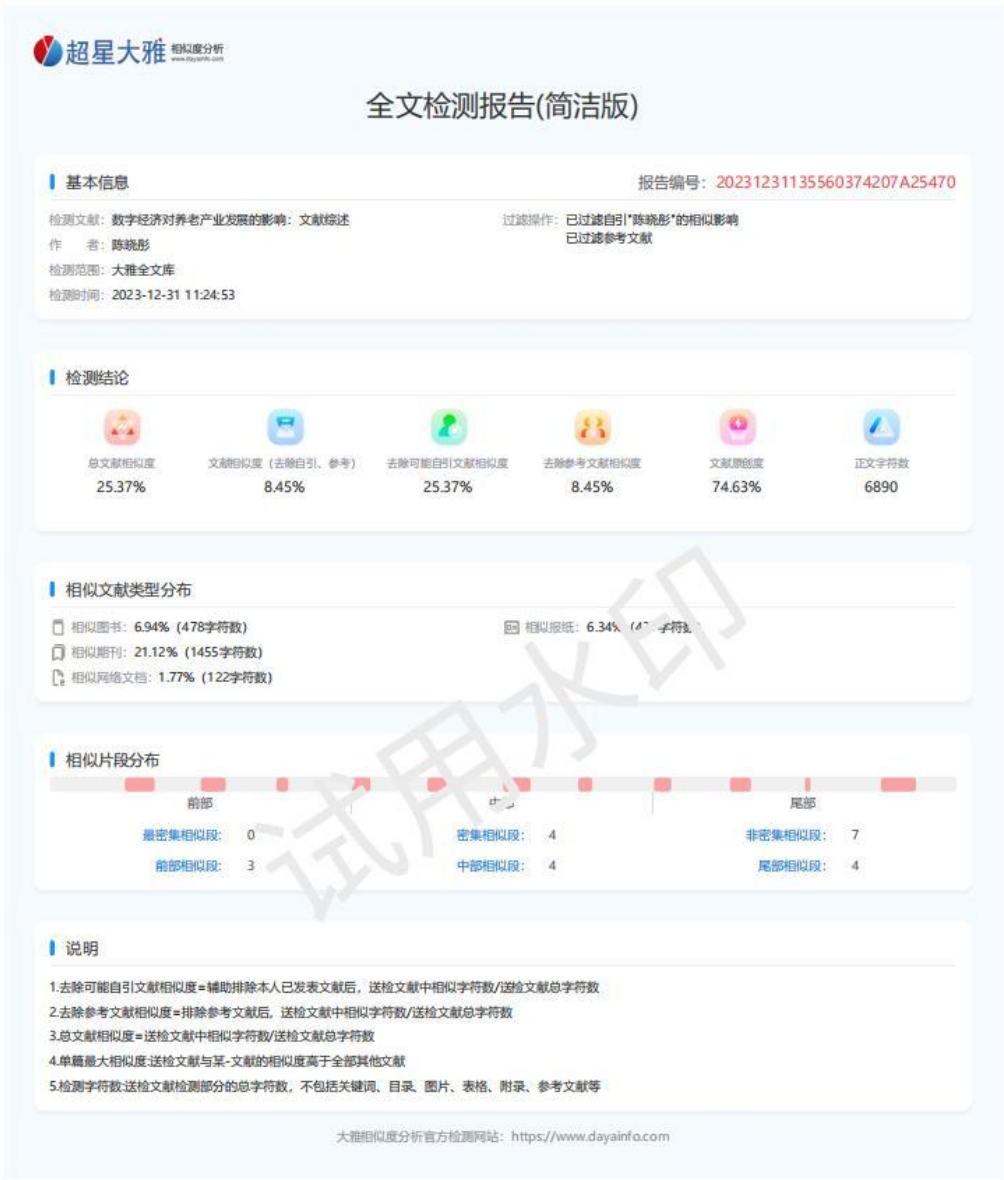 超星大雅 相似度分析
www.dayainfo.com
全文检测报告(简洁版)
基本信息
报告编号：20231231135560374207A25470
检测文献：数字经济对养老产业发展的影响：文献综述
过滤操作：已过滤自引"陈晓彤"的相似影响
已过滤参考文献
作 者：陈晓彤
检测范围：大雅全文库
检测时间：2023-12-31 11:24:53
检测结论
总文献相似度 文献相似度（去除自引、参考） 去除可能自引文献相似度 去除参考文献相似度 文献原创度 正文字符数
25.37% 8.45% 25.37% 8.45% 74.63% 6890
相似文献类型分布
相似图书：6.94%（478字符数） 相似报纸：6.34%
相似期刊：21.12%（1455字符数）
相似网络文档：1.77%（122字符数）
相似片段分布
前部 尾部
最密集相似段： 0 密集相似段： 4 非密集相似段： 7
前部相似段： 3 中部相似段： 4 尾部相似段： 4
说明
1.去除可能自引文献相似度=辅助排除本人已发表文献后，送检文献中相似字符数/送检文献总字符数
2.去除参考文献相似度=排除参考文献后，送检文献中相似字符数/送检文献总字符数
3.总文献相似度=送检文献中相似字符数/送检文献总字符数
4.单篇最大相似度:送检文献与某-文献的相似度高于全部其他文献
5.检测字符数:送检文献检测部分的总字符数，不包括关键词、目录、图片、表格、附录、参考文献等
大雅相似度分析官方检测网站：https://www.dayainfo.com
试用水印